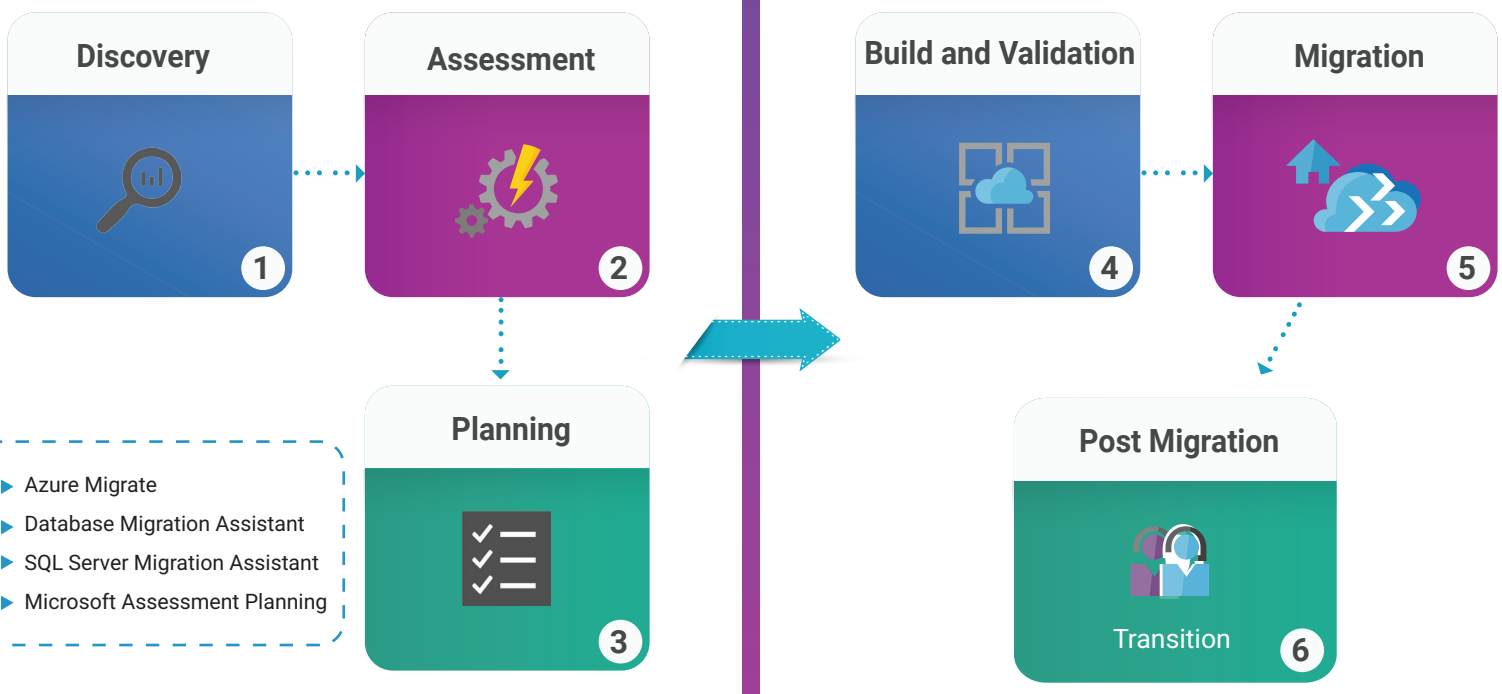 Discovery
1
Assessment
2
Planning
3
Azure Migrate
Database Migration Assistant
SQL Server Migration Assistant
Microsoft Assessment Planning
Build and Validation
4
Migration
5
Post Migration
Transition
6